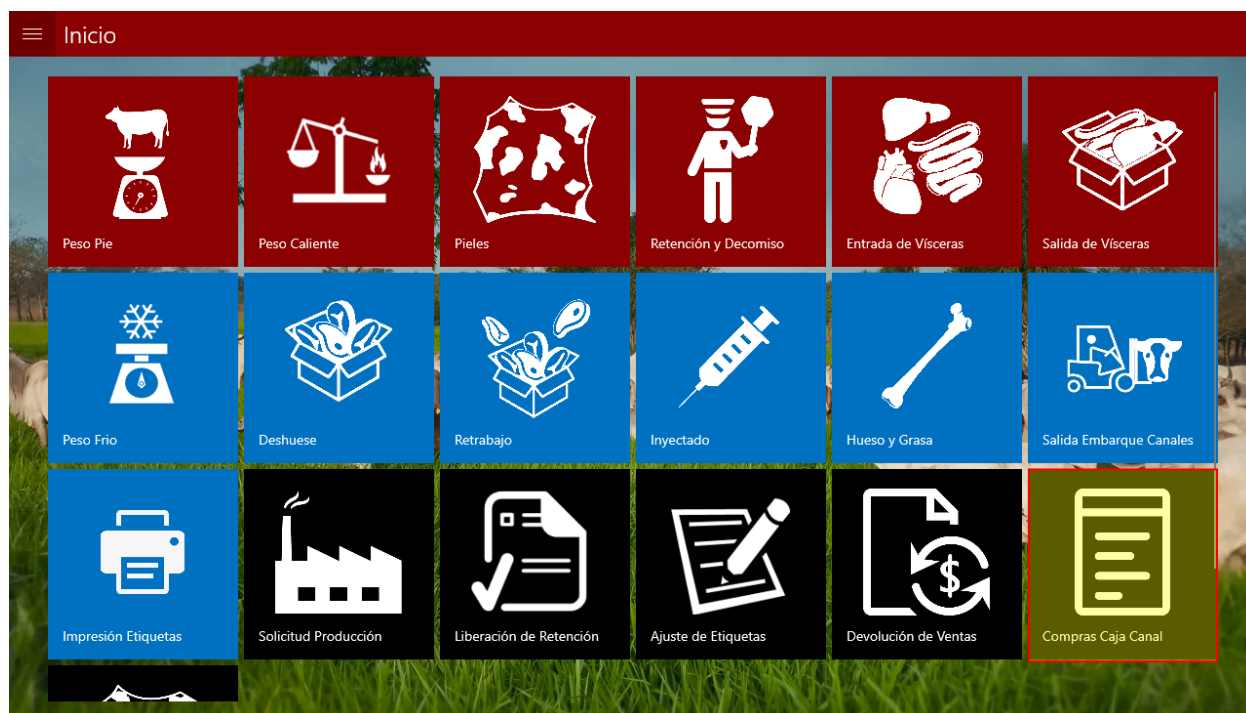 Inicio
Peso Pie
Peso Caliente
Pieles
Retención y Decomiso
Entrada de Vísceras
Salida de Vísceras
Peso Frio
Deshuese
Retrabajo
Inyectado
Hueso y Grasa
Salida Embarque Canales
Impresión Etiquetas
Solicitud Producción
Liberación de Retención
Ajuste de Etiquetas
Devolución de Ventas
Compras Caja Canal
$